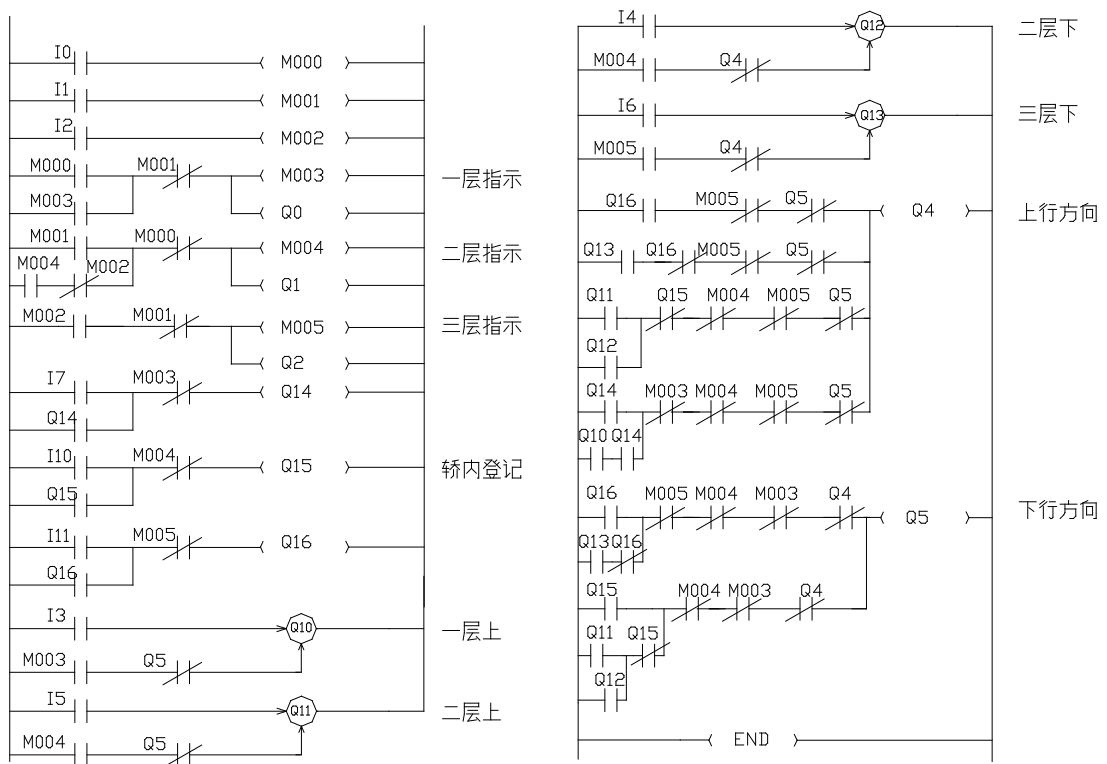 I0 M000
I1 M001
I2 M002
M000 M001 M003 一层指示
M003 Q0
M001 M000 M004 二层指示
M004 M002 Q1
M002 M001 M005 三层指示
Q2
I7 M003 Q14
Q14
I10 M004 Q15 轿内登记
Q15
I11 M005 Q16
Q16
I3 Q10 一层上
M003 Q5
I5 Q11 二层上
M004 Q5
I4 Q12 二层下
M004 Q4
I6 Q13 三层下
M005 Q4
Q16 M005 Q5 Q4 上行方向
Q13 Q16 M005 Q5
Q11 Q15 M004 M005 Q5
Q12
Q14 M003 M004 M005 Q5
Q10 Q14
Q16 M005 M004 M003 Q4 Q5 下行方向
Q13 Q16
Q15 M004 M003 Q4
Q11 Q15
Q12
END